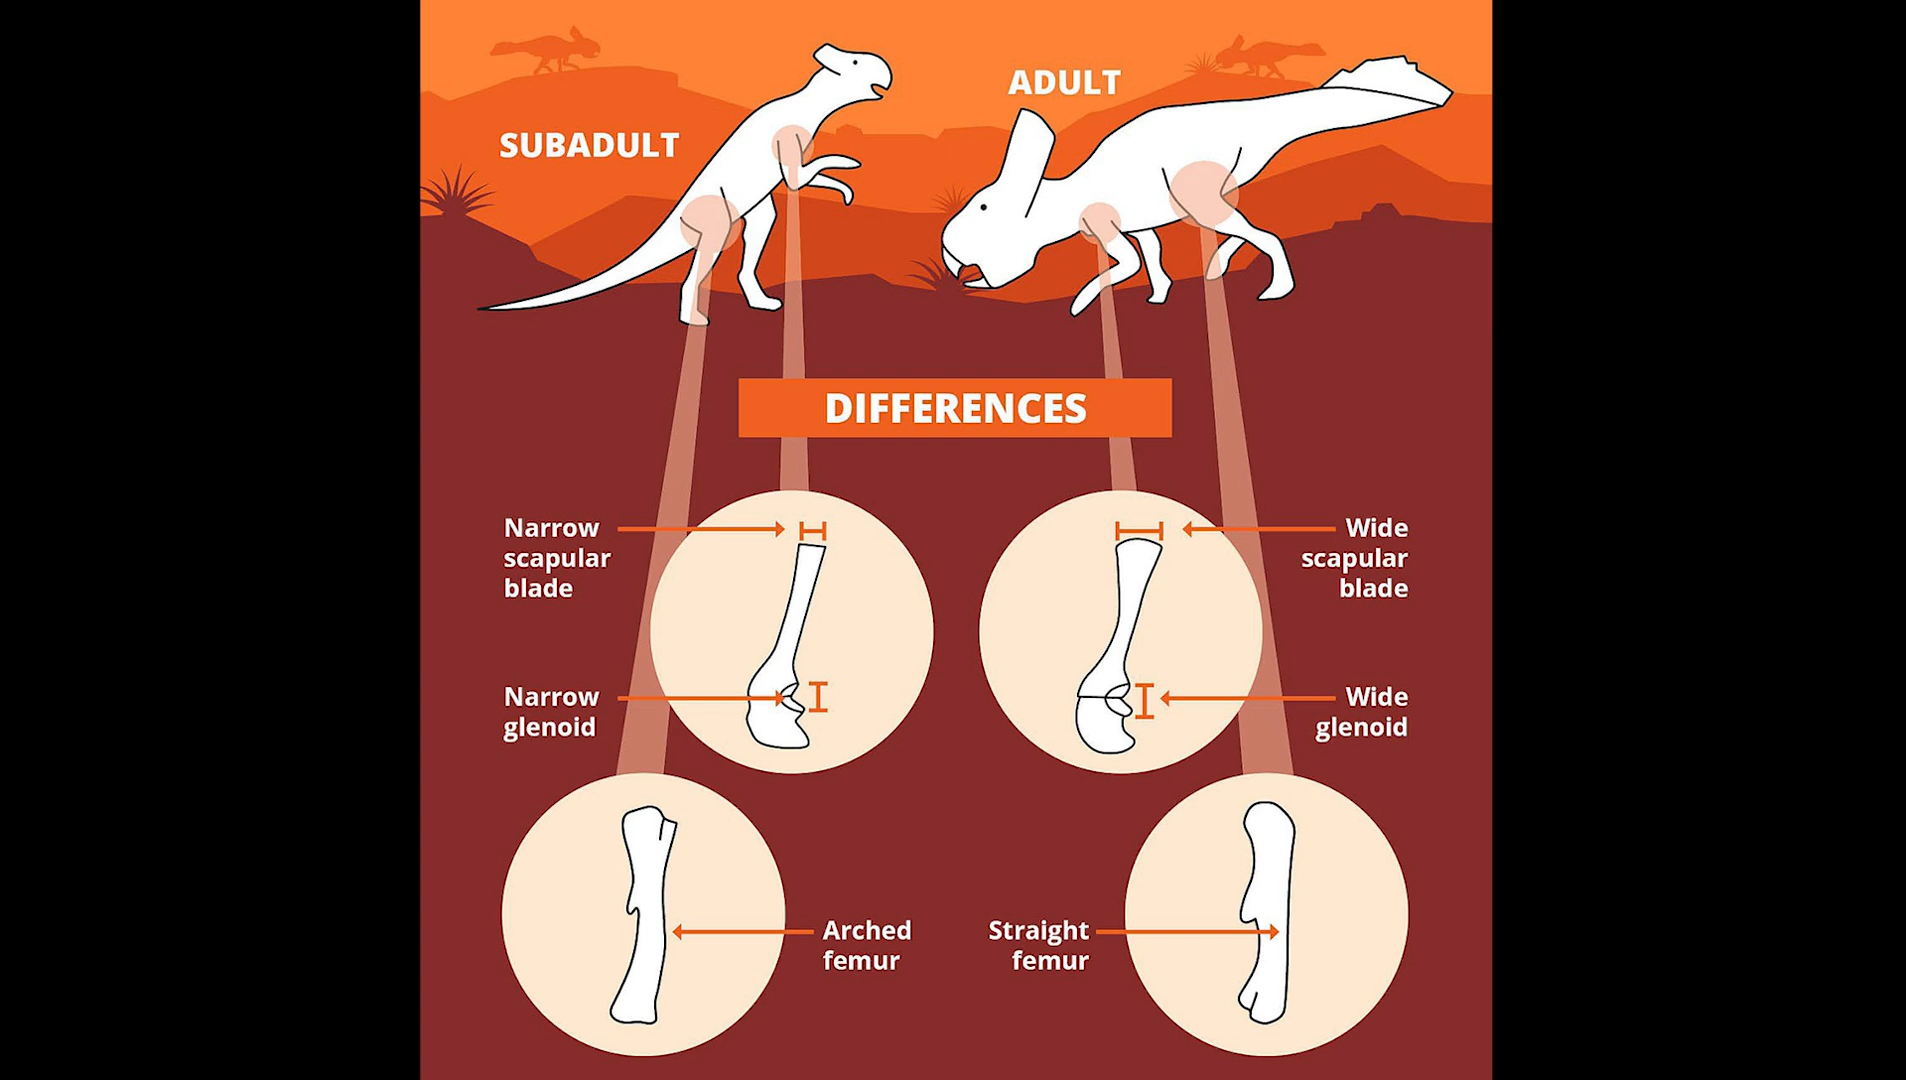 ADULT
SUBADULT
DIFFERENCES
Narrow
scapular
blade
Wide
scapular
blade
Narrow
glenoid
Wide
glenoid
Arched
femur
Straight
femur